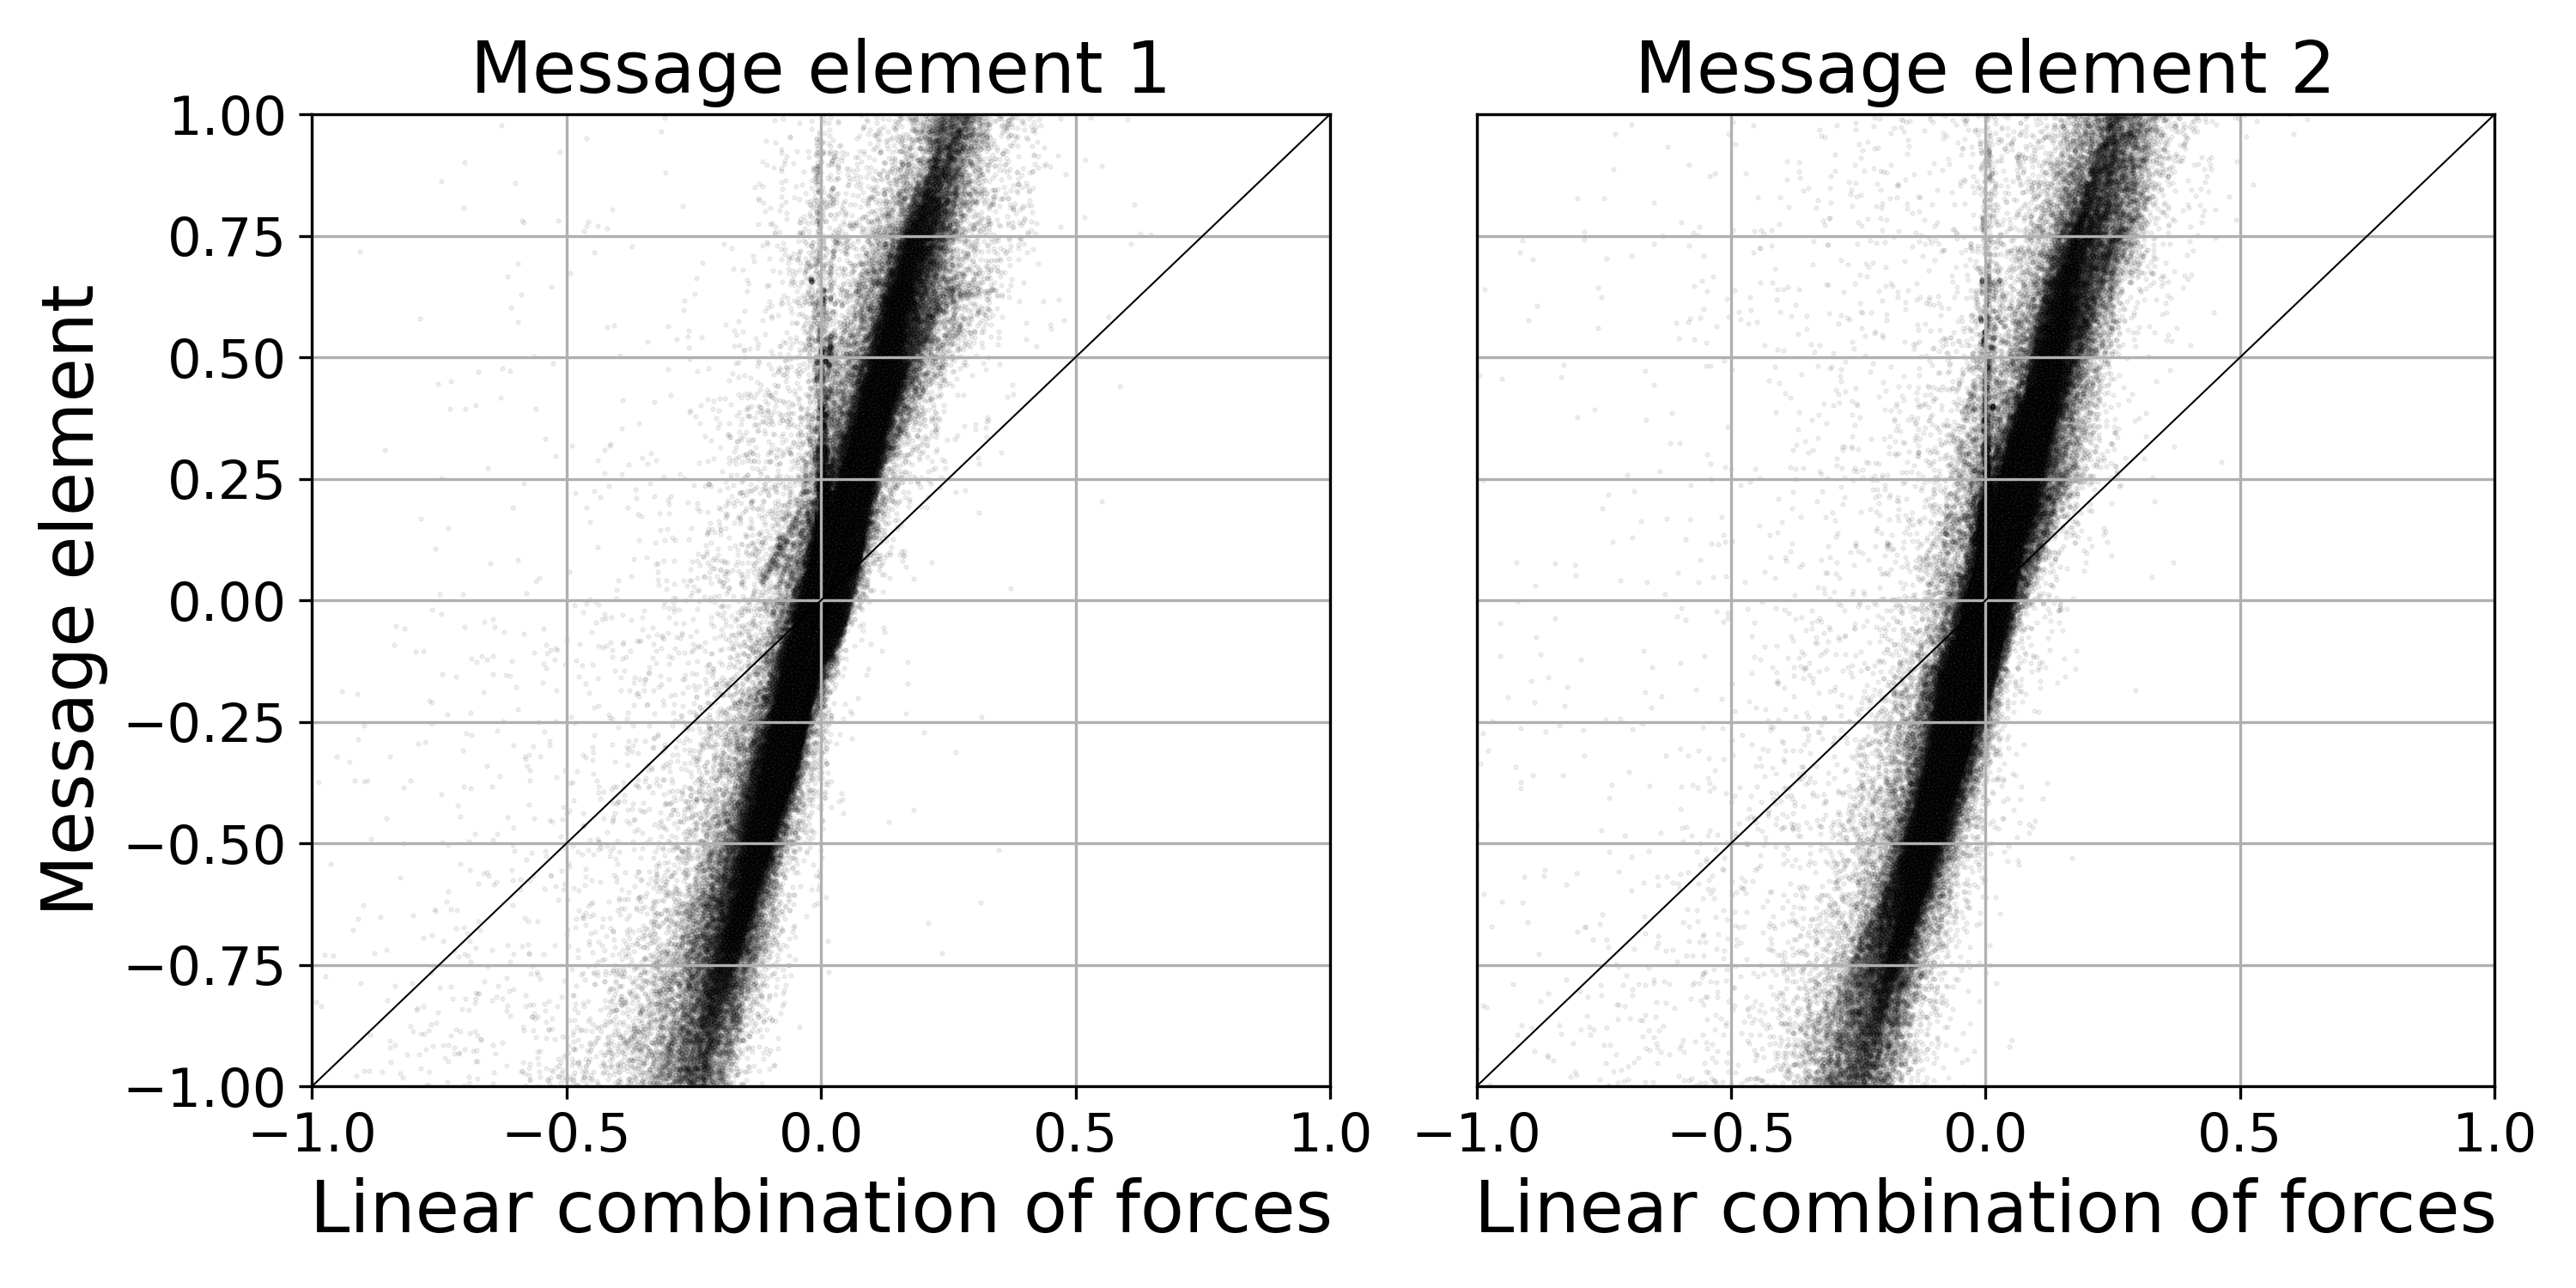 Message element 1
Message element 2
Message element
1.00
0.75
0.50
0.25
0.00
−0.25
−0.50
−0.75
−1.00
−1.0 −0.5 0.0 0.5 1.0
−1.0 −0.5 0.0 0.5 1.0
Linear combination of forces
Linear combination of forces